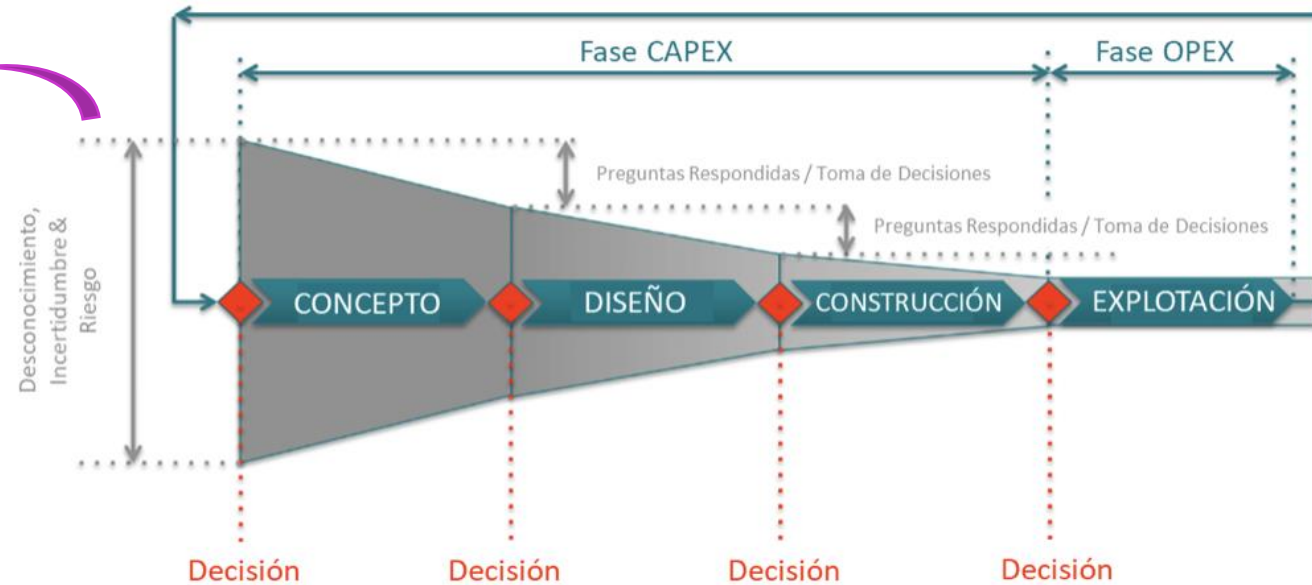 Fase CAPEX
Fase OPEX
Preguntas Respondidas / Toma de Decisiones
Preguntas Respondidas / Toma de Decisiones
Desconocimiento,
Incertidumbre &
Riesgo
CONCEPTO
DISEÑO
CONSTRUCCIÓN
EXPLOTACIÓN
Decisión
Decisión
Decisión
Decisión